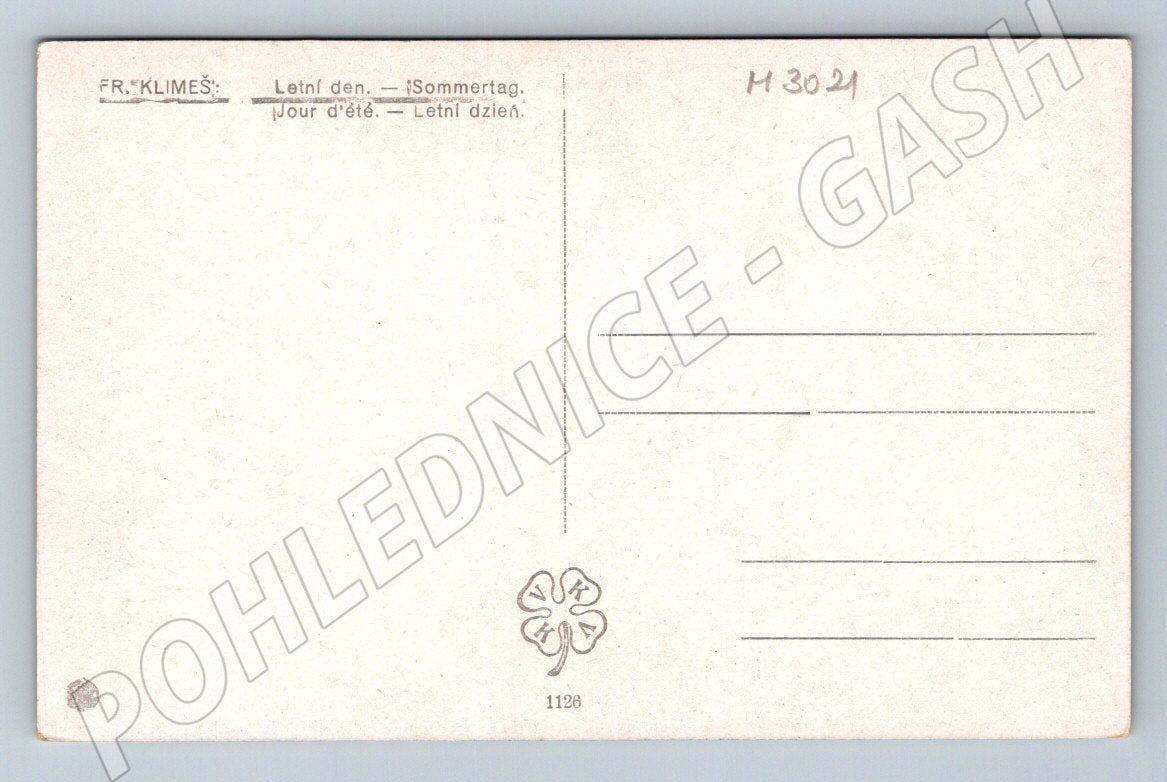 FR. KLIMEŠ: Letní den. — Sommertag.
Jour d'été. — Letni dzień.
H 3021
POHLEDNICE - GASH
V K
K V
1126